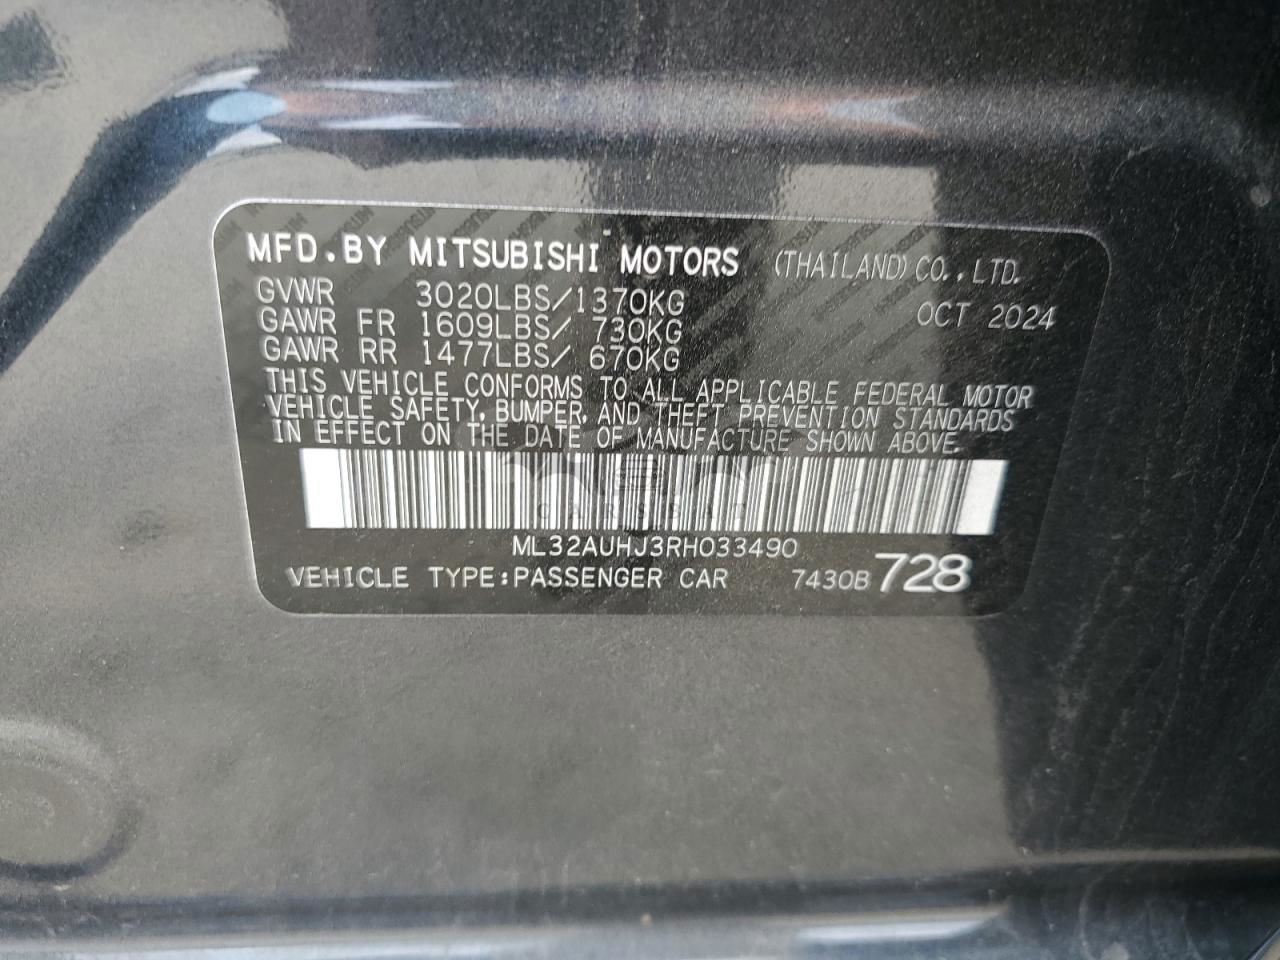 MFD.BY MITSUBISHI MOTORS (THAILAND) CO.,LTD.
GVWR 3020LBS/1370KG OCT 2024
GAWR FR 1609LBS/ 730KG
GAWR RR 1477LBS/ 670KG
THIS VEHICLE CONFORMS TO ALL APPLICABLE FEDERAL MOTOR
VEHICLE SAFETY, BUMPER, AND THEFT PREVENTION STANDARDS
IN EFFECT ON THE DATE OF MANUFACTURE SHOWN ABOVE.
ML32AUHJ3RH033490
VEHICLE TYPE:PASSENGER CAR 7430B 728